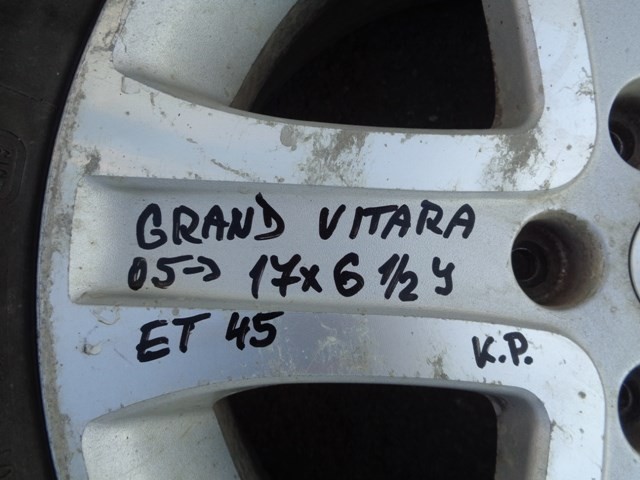 GRAND VITARA
05-> 17x6 1/2 y
ET 45
K.P.